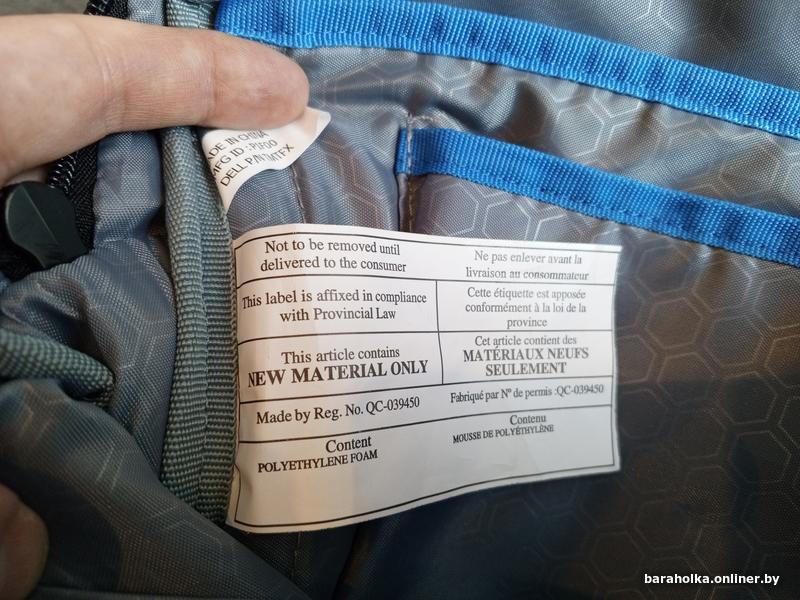 MADE IN CHINA
MFG ID : PIF00
DELL P/N
Not to be removed until
delivered to the consumer
Ne pas enlever avant la
livraison au consommateur
This label is affixed in compliance
with Provincial Law
Cette étiquette est apposée
conformément à la loi de la
province
This article contains
NEW MATERIAL ONLY
Cet article contient des
MATÉRIAUX NEUFS
SEULEMENT
Made by Reg. No. QC-039450
Fabriqué par Nº de permis :QC-039450
Content
POLYETHYLENE FOAM
Contenu
MOUSSE DE POLYÉTHYLÈNE
baraholka.onliner.by